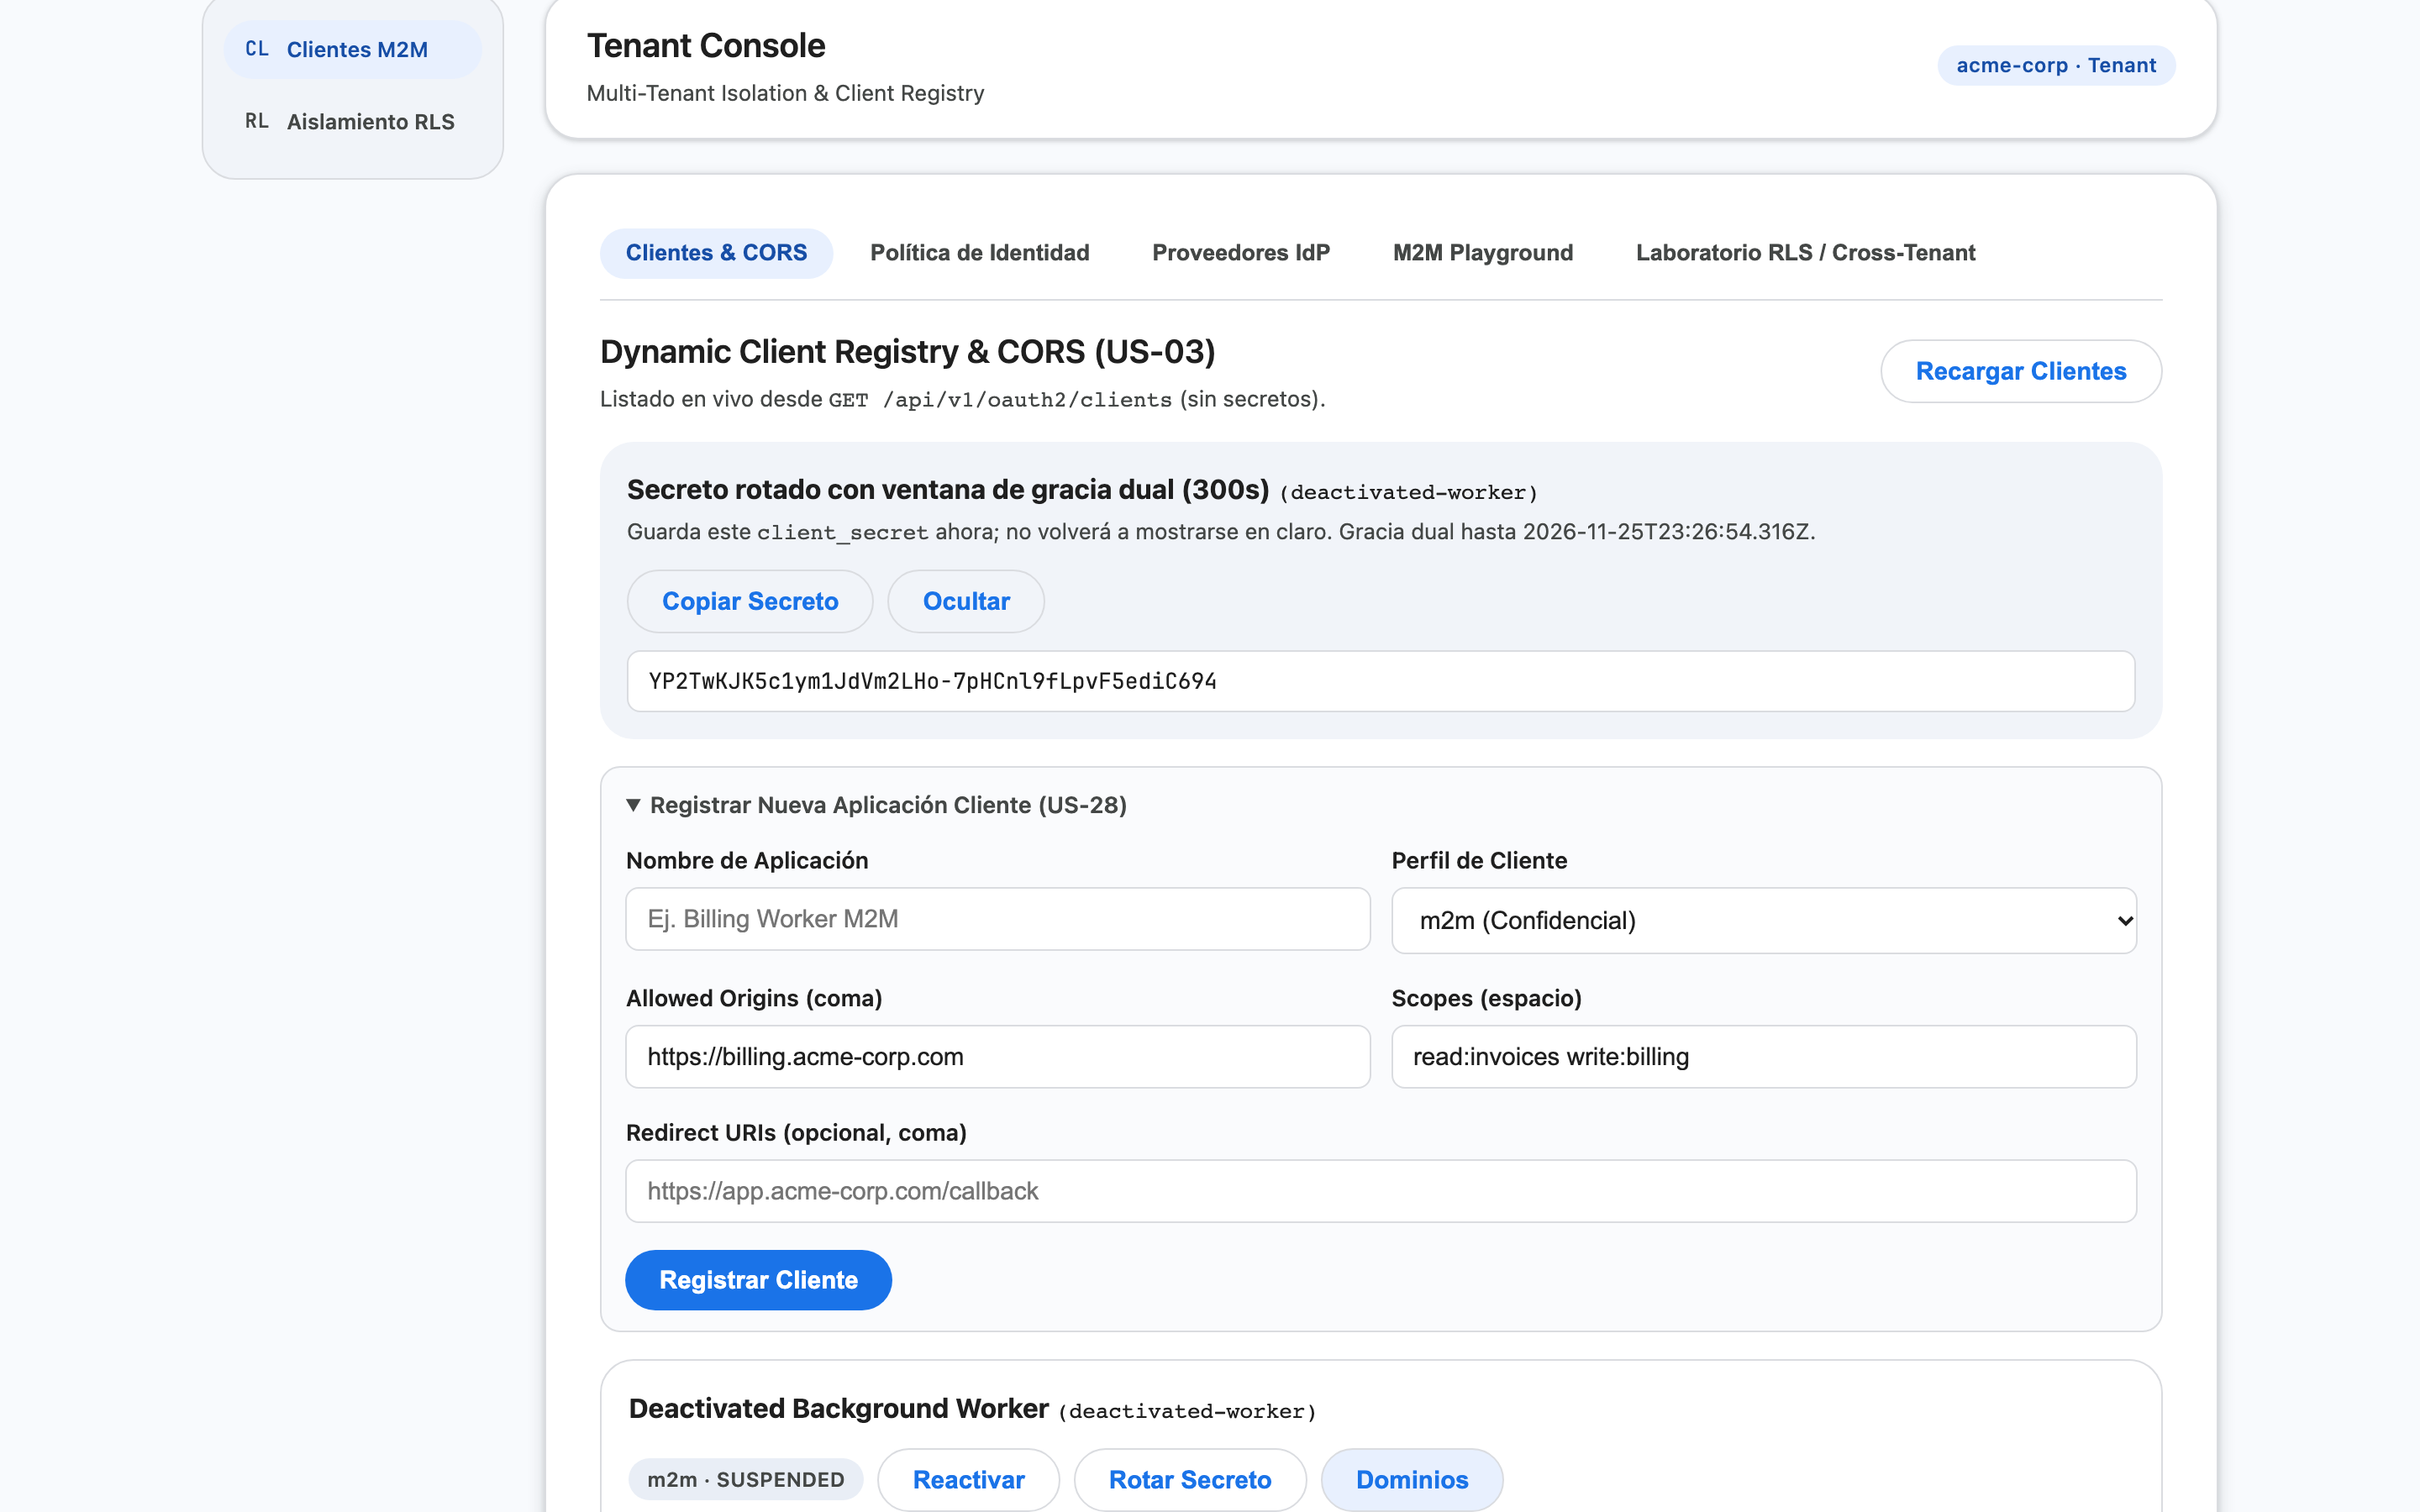 CL Clientes M2M
RL Aislamiento RLS
Tenant Console
Multi-Tenant Isolation & Client Registry
acme-corp · Tenant
Clientes & CORS
Política de Identidad
Proveedores IdP
M2M Playground
Laboratorio RLS / Cross-Tenant
Dynamic Client Registry & CORS (US-03)
Listado en vivo desde GET /api/v1/oauth2/clients (sin secretos).
Recargar Clientes
Secreto rotado con ventana de gracia dual (300s) (deactivated-worker)
Guarda este client_secret ahora; no volverá a mostrarse en claro. Gracia dual hasta 2026-11-25T23:26:54.316Z.
Copiar Secreto
Ocultar
YP2TwKJK5c1ym1JdVm2LHo-7pHCnl9fLpvF5ediC694
▼ Registrar Nueva Aplicación Cliente (US-28)
Nombre de Aplicación
Ej. Billing Worker M2M
Perfil de Cliente
m2m (Confidencial)
Allowed Origins (coma)
https://billing.acme-corp.com
Scopes (espacio)
read:invoices write:billing
Redirect URIs (opcional, coma)
https://app.acme-corp.com/callback
Registrar Cliente
Deactivated Background Worker (deactivated-worker)
m2m · SUSPENDED
Reactivar
Rotar Secreto
Dominios